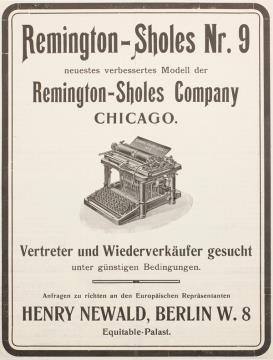 Remington-Sholes Nr. 9
neuestes verbessertes Modell der
Remington-Sholes Company
CHICAGO.
Vertreter und Wiederverkäufer gesucht
unter günstigen Bedingungen.
Anfragen zu richten an den Europäischen Repräsentanten
HENRY NEWALD, BERLIN W. 8
Equitable-Palast.